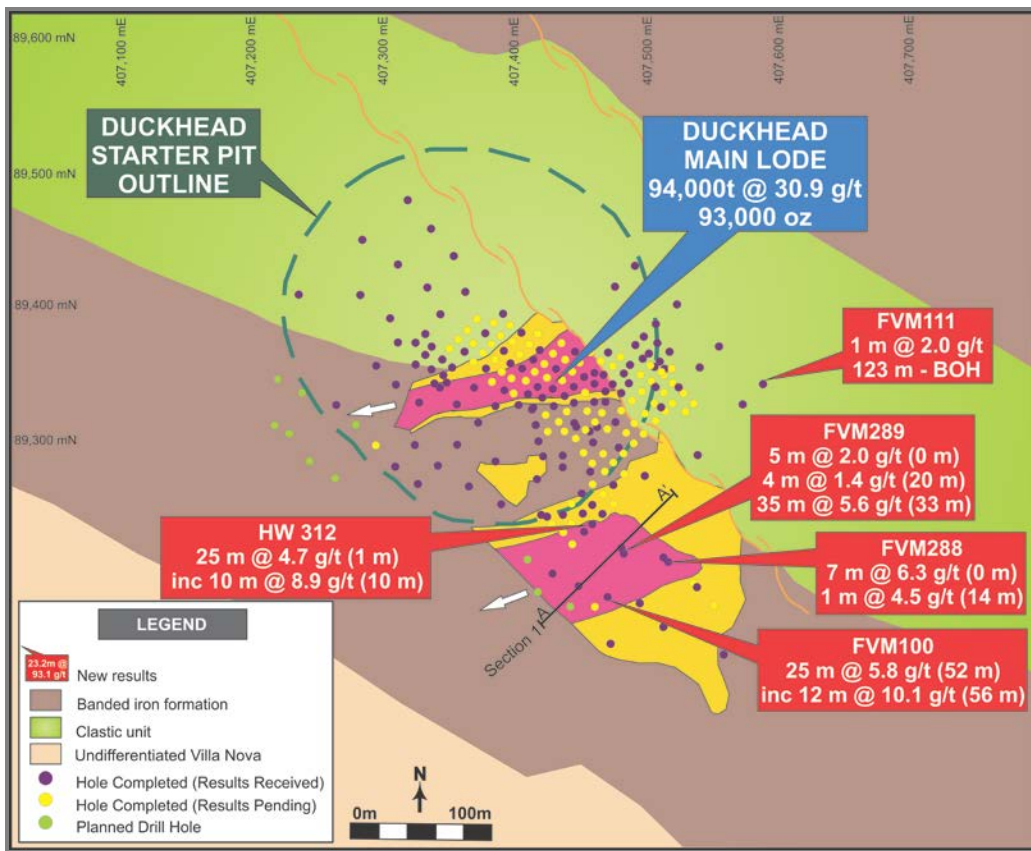 89,600 mN
89,500 mN
89,400 mN
89,300 mN
407,100 mE
407,200 mE
407,300 mE
407,400 mE
407,500 mE
407,600 mE
407,700 mE
DUCKHEAD
STARTER PIT
OUTLINE
DUCKHEAD
MAIN LODE
94,000t @ 30.9 g/t
93,000 oz
FVM111
1 m @ 2.0 g/t
123 m - BOH
FVM289
5 m @ 2.0 g/t (0 m)
4 m @ 1.4 g/t (20 m)
35 m @ 5.6 g/t (33 m)
HW 312
25 m @ 4.7 g/t (1 m)
inc 10 m @ 8.9 g/t (10 m)
FVM288
7 m @ 6.3 g/t (0 m)
1 m @ 4.5 g/t (14 m)
FVM100
25 m @ 5.8 g/t (52 m)
inc 12 m @ 10.1 g/t (56 m)
A'
A
Section 1
LEGEND
23.2m @
93.1 g/t
New results
Banded iron formation
Clastic unit
Undifferentiated Villa Nova
Hole Completed (Results Received)
Hole Completed (Results Pending)
Planned Drill Hole
N
0m
100m